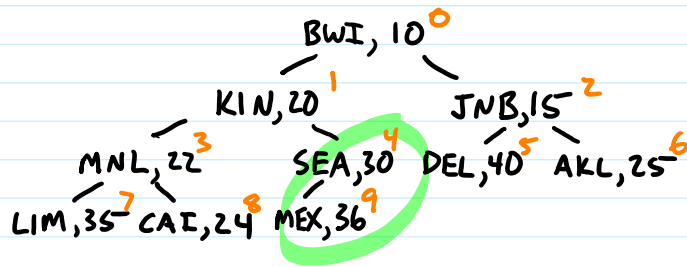 BWI, 10 0
KIN, 20 1 JNB, 15 2
MNL, 22 3 SEA, 30 4 DEL, 40 5 AKL, 25 6
LIM, 35 7 CAI, 24 8 MEX, 36 9